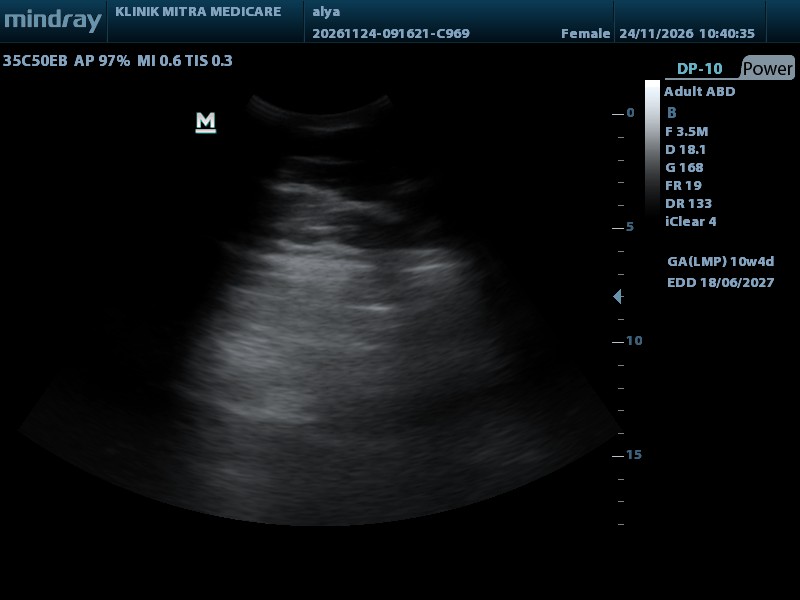 mindray
KLINIK MITRA MEDICARE
alya
20261124-091621-C969
Female
24/11/2026 10:40:35
35C50EB AP 97% MI 0.6 TIS 0.3
DP-10
Power
M
Adult ABD
B
F 3.5M
D 18.1
G 168
FR 19
DR 133
iClear 4
GA(LMP) 10w4d
EDD 18/06/2027
0
5
10
15